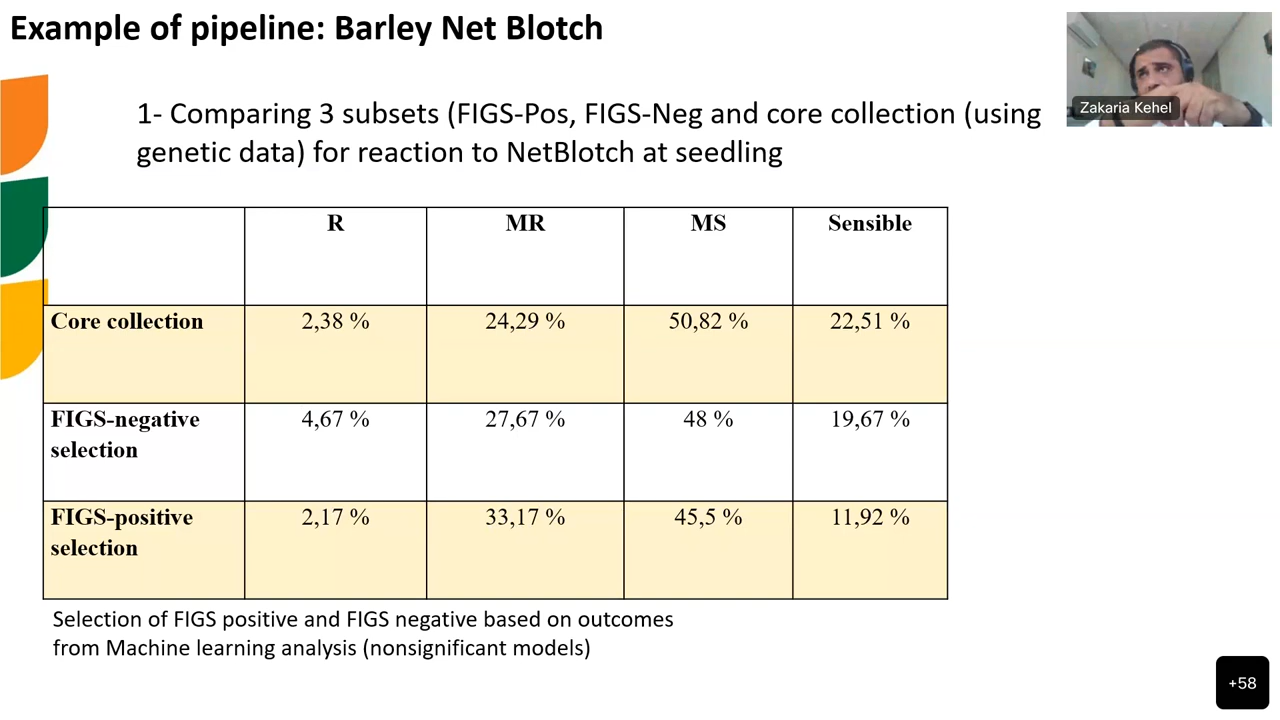 Example of pipeline: Barley Net Blotch
Zakaria Kehel
1- Comparing 3 subsets (FIGS-Pos, FIGS-Neg and core collection (using
genetic data) for reaction to NetBlotch at seedling
R MR MS Sensible
Core collection 2,38 % 24,29 % 50,82 % 22,51 %
FIGS-negative 4,67 % 27,67 % 48 % 19,67 %
selection
FIGS-positive 2,17 % 33,17 % 45,5 % 11,92 %
selection
Selection of FIGS positive and FIGS negative based on outcomes
from Machine learning analysis (nonsignificant models)
+58